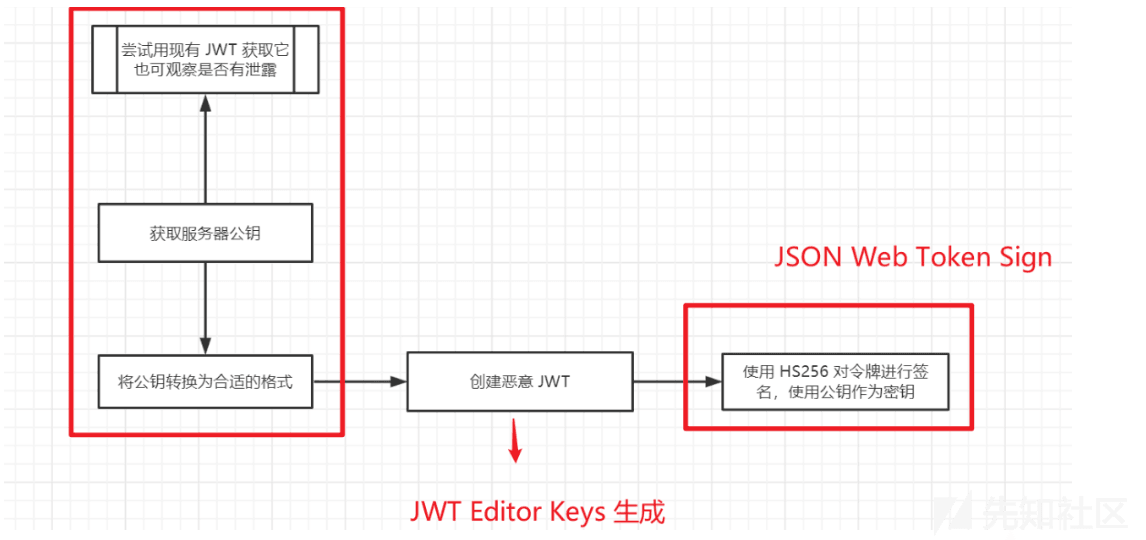 尝试用现有 JWT 获取它
也可观察是否有泄露
获取服务器公钥
JSON Web Token Sign
将公钥转换为合适的格式
创建恶意 JWT
使用 HS256 对令牌进行签
名，使用公钥作为密钥
JWT Editor Keys 生成
先知社区